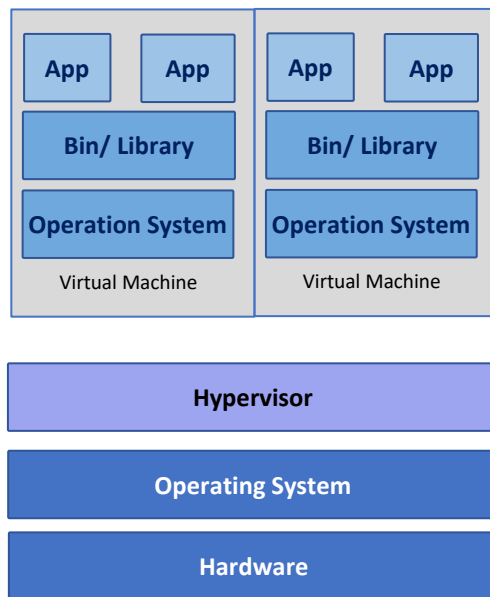 App App App App
Bin/ Library Bin/ Library
Operation System Operation System
Virtual Machine Virtual Machine
Hypervisor
Operating System
Hardware